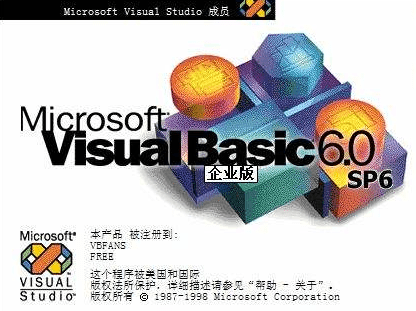 Microsoft Visual Studio 成员
Microsoft
Visual Basic 6.0
企业版
SP6
Microsoft®
VISUAL
Studio™
本产品 被注册到:
VBFANS
FREE
这个程序被美国和国际
版权法所保护，详细描述请参见“帮助 - 关于”。
版权所有 © 1987-1998 Microsoft Corporation